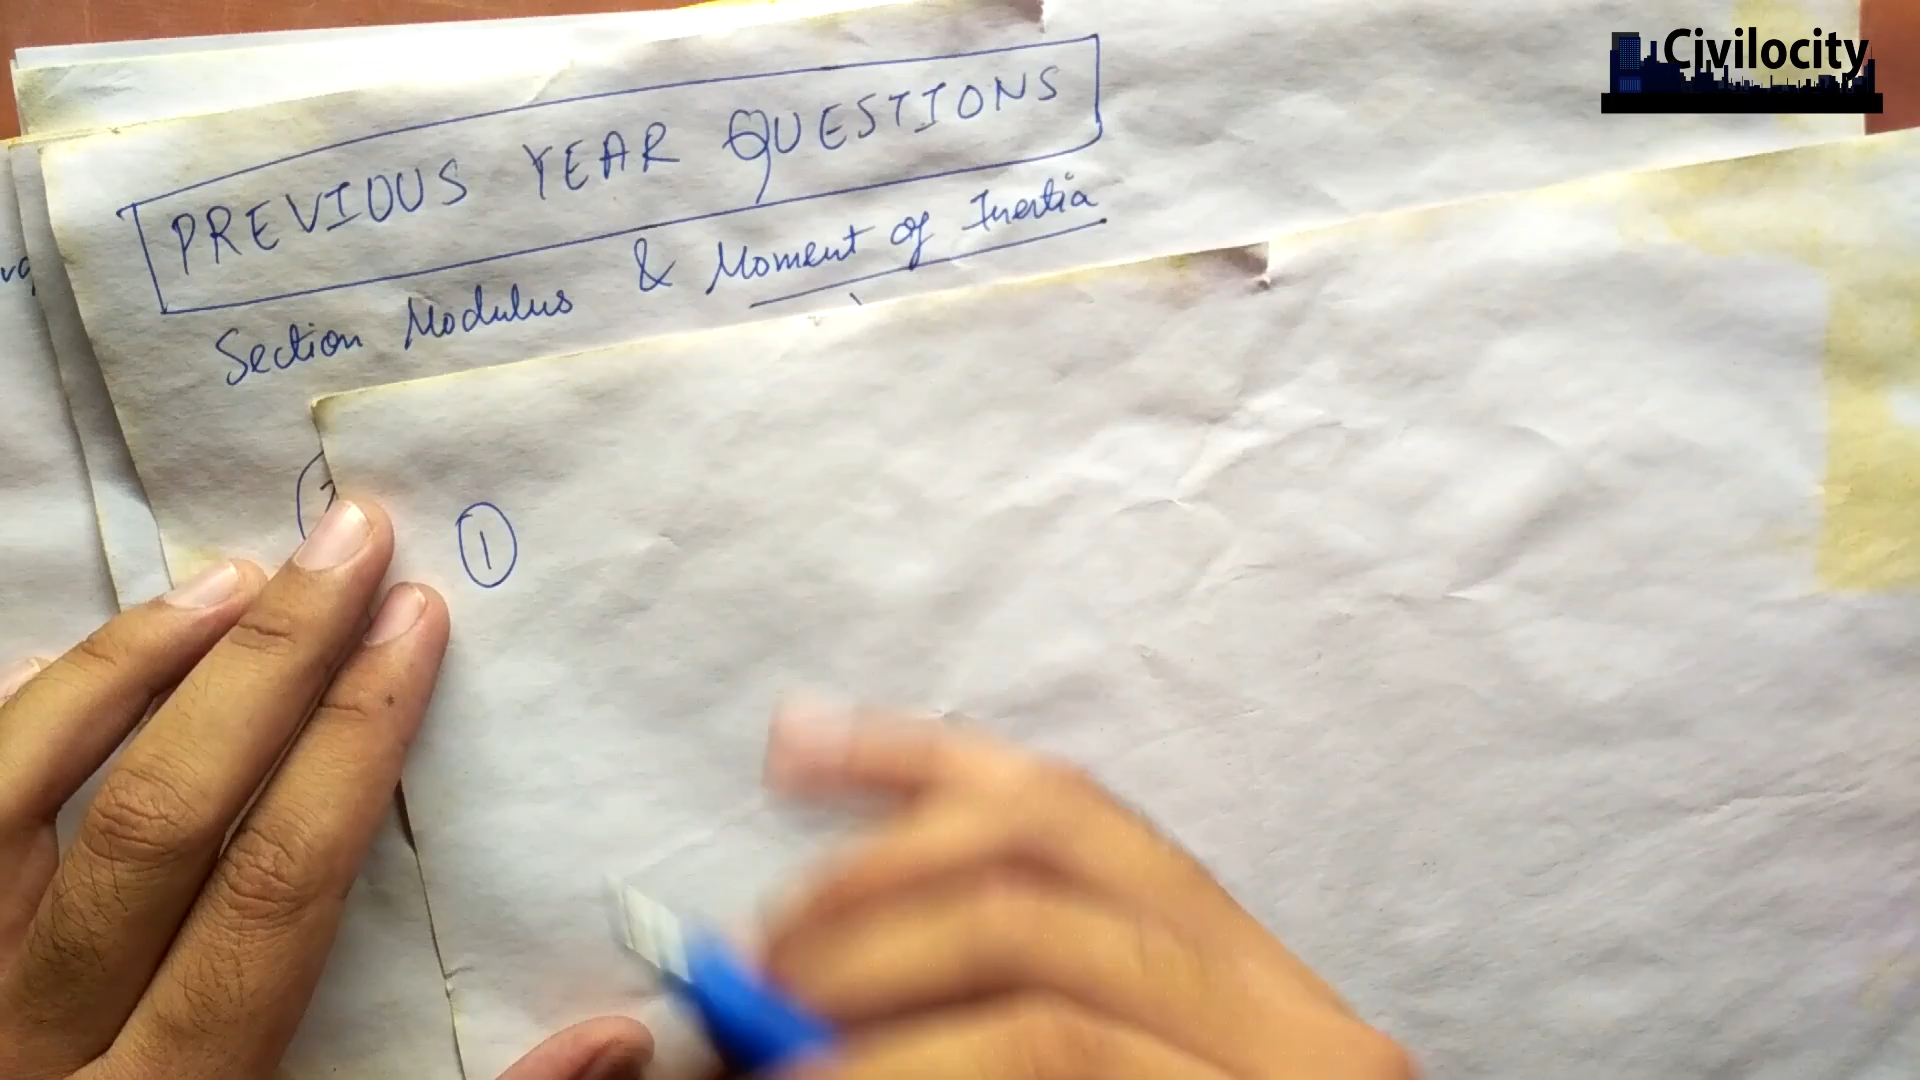 Civilocity
PREVIOUS YEAR QUESTIONS
Section Modulus & Moment of Inertia
1